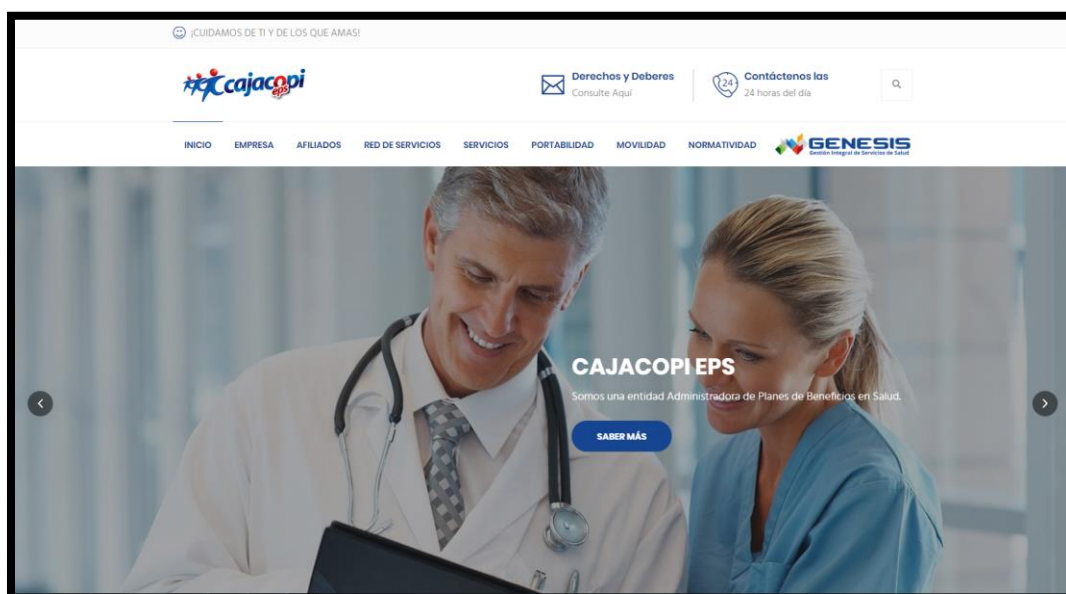 ¡CUIDAMOS DE TI Y DE LOS QUE AMAS!
cajacopi
eps
Derechos y Deberes
Consulte Aquí
24
Contáctenos las
24 horas del día
INICIO EMPRESA AFILIADOS RED DE SERVICIOS SERVICIOS PORTABILIDAD MOVILIDAD NORMATIVIDAD
GENESIS
Gestión Integral de Servicios de Salud
CAJACOPI EPS
Somos una entidad Administradora de Planes de Beneficios en Salud.
SABER MÁS